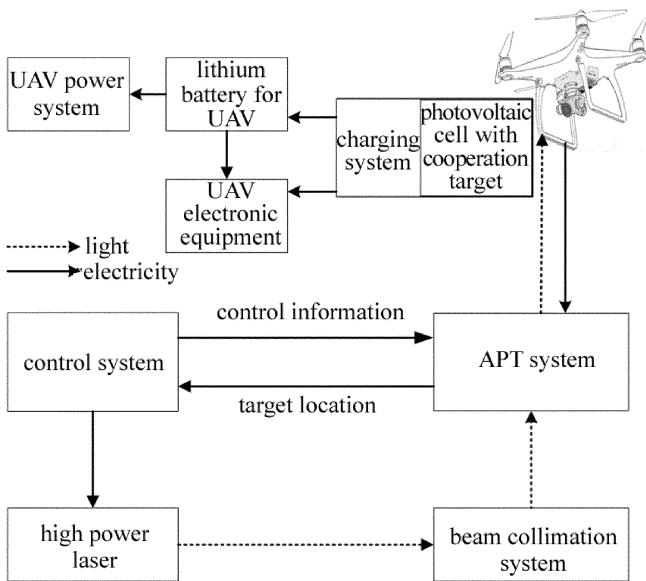 UAV power
system
lithium
battery for
UAV
charging
system
photovoltaic
cell with
cooperation
target
UAV
electronic
equipment
light
electricity
control information
control system
APT system
target location
high power
laser
beam collimation
system